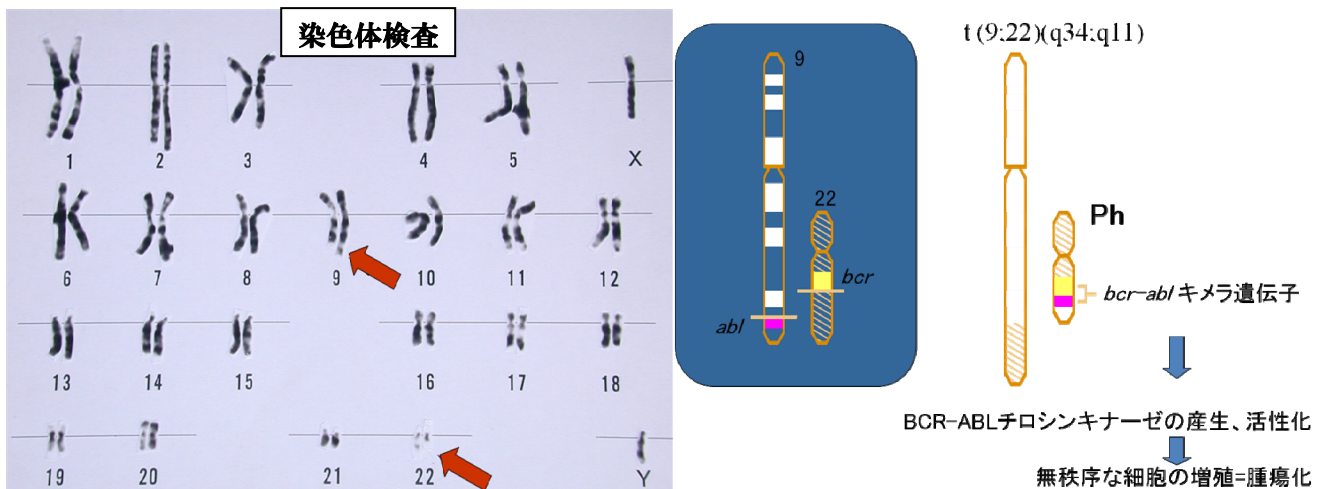 染色体検査
1 2 3 4 5 X
6 7 8 9 10 11 12
13 14 15 16 17 18
19 20 21 22 Y
9
22
bcr
abl
t(9;22)(q34;q11)
Ph
bcr-abl キメラ遺伝子
BCR-ABLチロシンキナーゼの産生、活性化
無秩序な細胞の増殖=腫瘍化